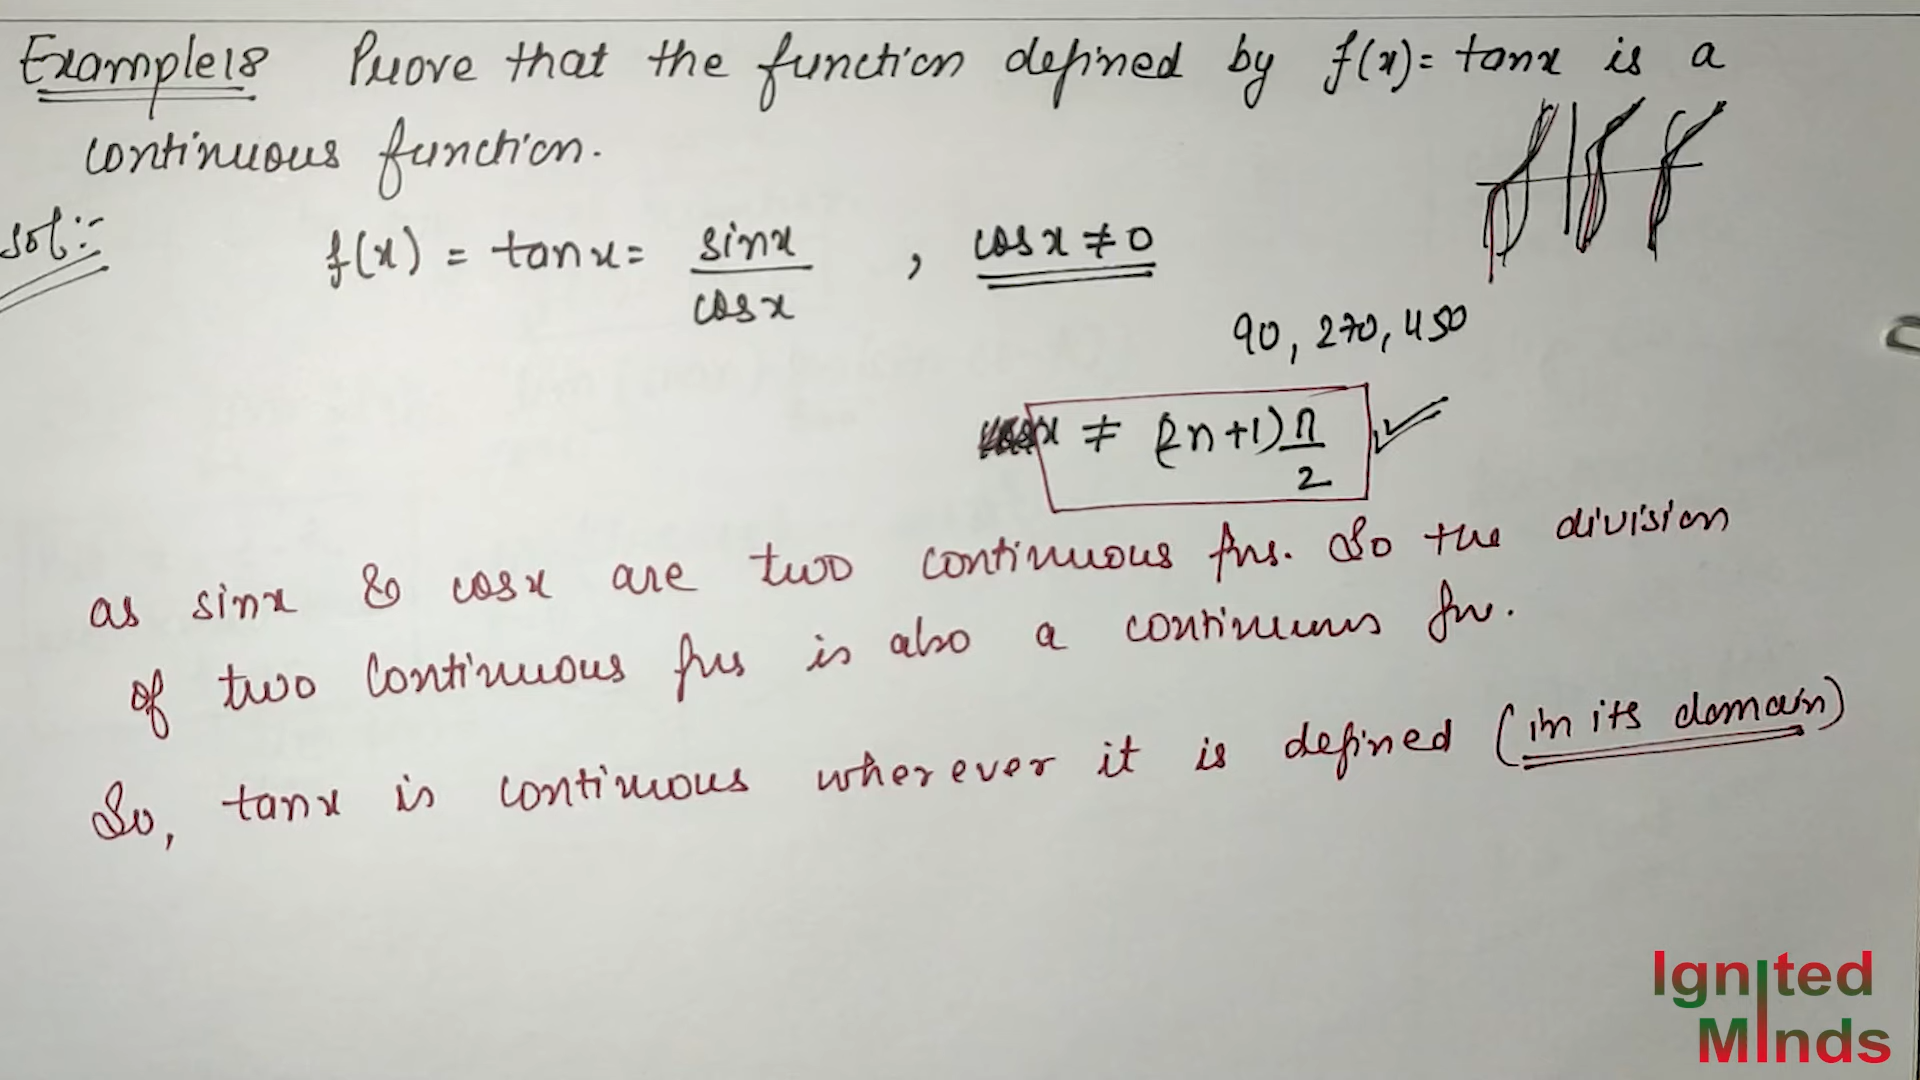 Example 18 Prove that the function defined by f(x) = tanx is a
continuous function.
Sol:-
f(x) = tanx = sinx / cosx , cosx ≠ 0
90, 270, 450
x ≠ (2n+1) π/2
as sinx & cosx are two continuous fns. So the division
of two continuous fns is also a continuous fn.
So, tanx is continuous wherever it is defined (in its domain)
Ignited
Minds